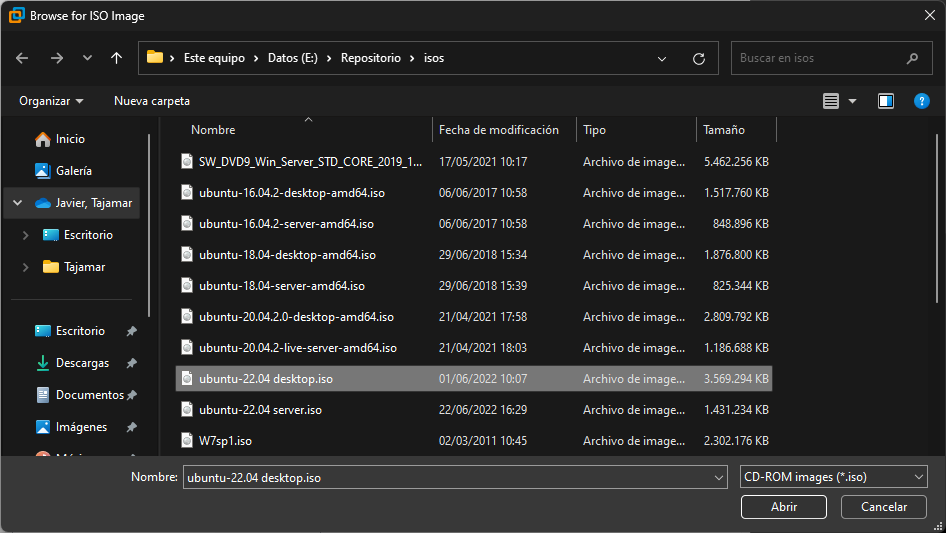 Browse for ISO Image
Este equipo Datos (E:) Repositorio isos
Buscar en isos
Organizar Nueva carpeta
Inicio
Galería
Javier, Tajamar
Escritorio
Tajamar
Escritorio
Descargas
Documentos
Imágenes
Nombre Fecha de modificación Tipo Tamaño
SW_DVD9_Win_Server_STD_CORE_2019_1... 17/05/2021 10:17 Archivo de image... 5.462.256 KB
ubuntu-16.04.2-desktop-amd64.iso 06/06/2017 10:58 Archivo de image... 1.517.760 KB
ubuntu-16.04.2-server-amd64.iso 06/06/2017 10:58 Archivo de image... 848.896 KB
ubuntu-18.04-desktop-amd64.iso 29/06/2018 15:34 Archivo de image... 1.876.800 KB
ubuntu-18.04-server-amd64.iso 29/06/2018 15:39 Archivo de image... 825.344 KB
ubuntu-20.04.2.0-desktop-amd64.iso 21/04/2021 17:58 Archivo de image... 2.809.792 KB
ubuntu-20.04.2-live-server-amd64.iso 21/04/2021 18:03 Archivo de image... 1.186.688 KB
ubuntu-22.04 desktop.iso 01/06/2022 10:07 Archivo de image... 3.569.294 KB
ubuntu-22.04 server.iso 22/06/2022 16:29 Archivo de image... 1.431.234 KB
W7sp1.iso 02/03/2011 10:45 Archivo de image... 2.302.176 KB
Nombre: ubuntu-22.04 desktop.iso CD-ROM images (*.iso)
Abrir Cancelar